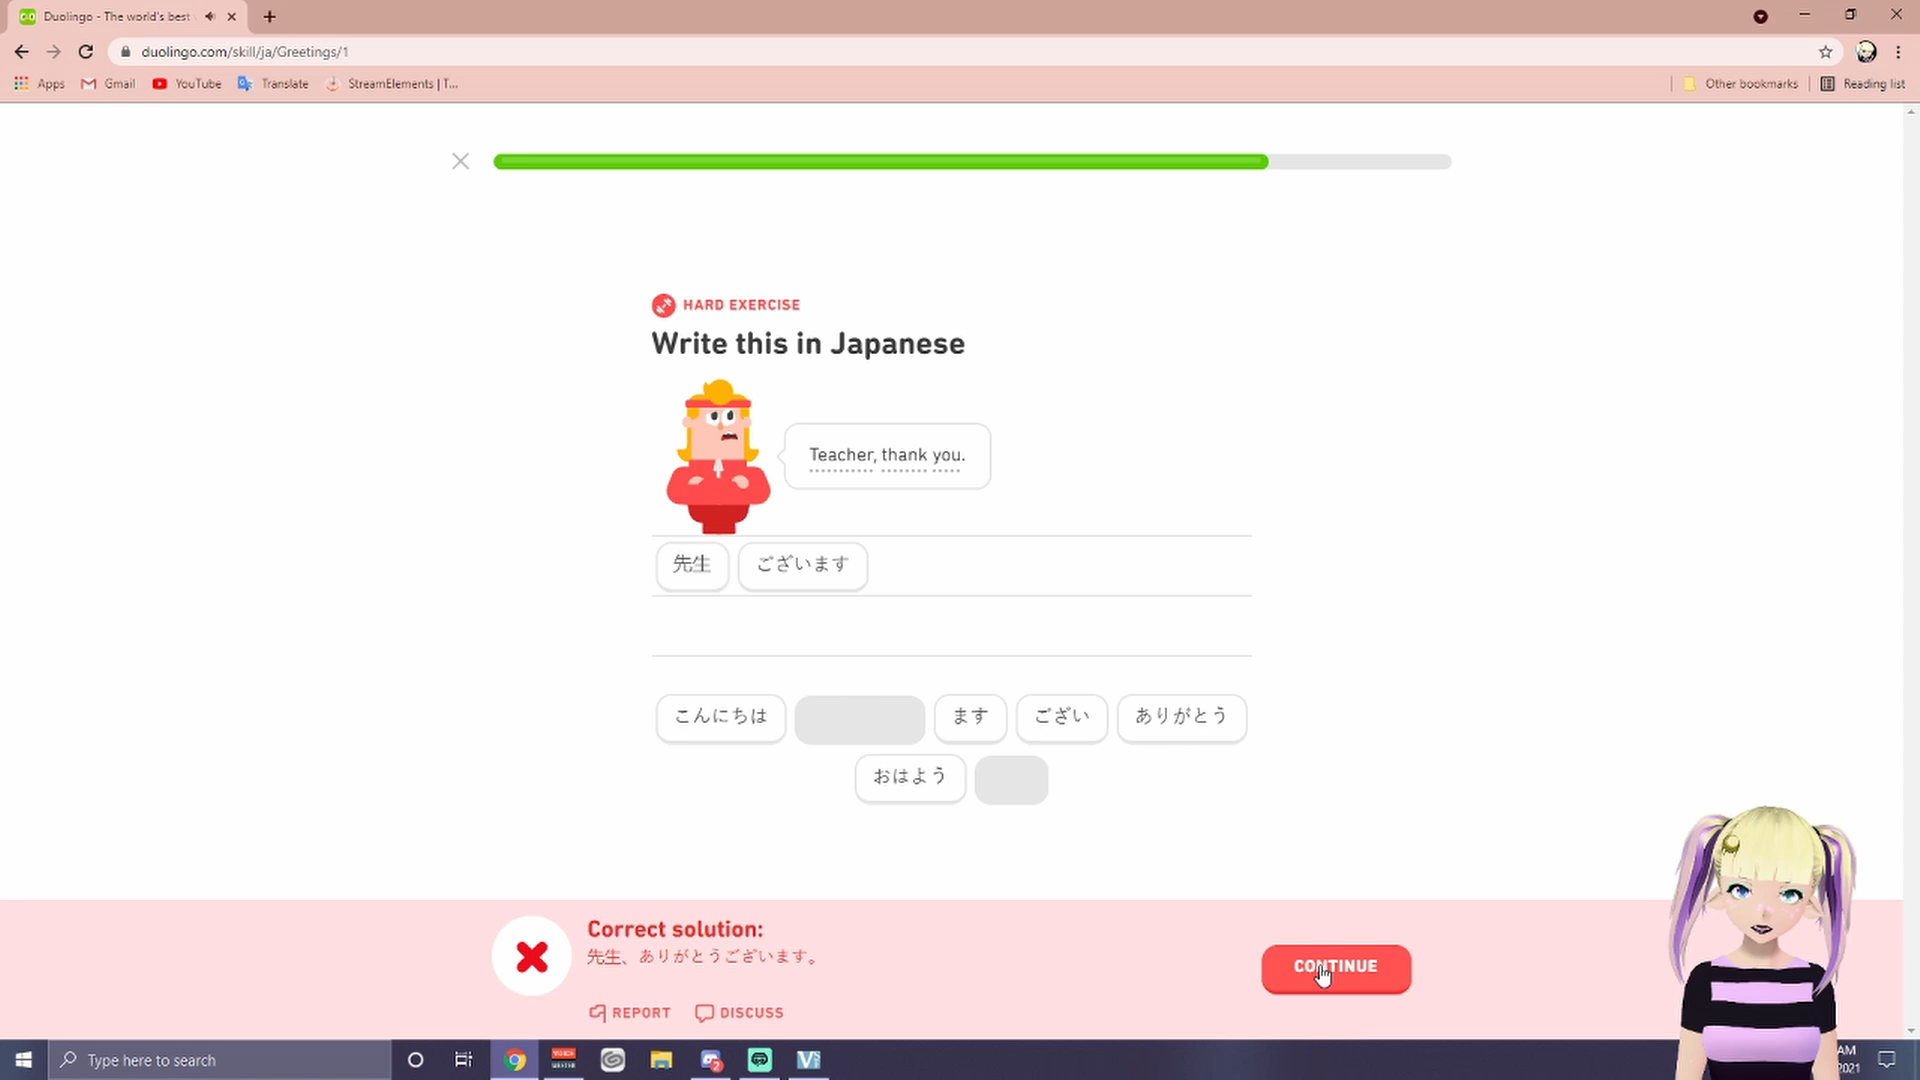 Duolingo - The world's best
duolingo.com/skill/ja/Greetings/1
Apps Gmail YouTube Translate StreamElements | T... Other bookmarks Reading list
HARD EXERCISE
Write this in Japanese
Teacher, thank you.
先生 ございます
こんにちは ます ござい ありがとう
おはよう
Correct solution:
先生、ありがとうございます。
CONTINUE
REPORT DISCUSS
Type here to search
AM
2021